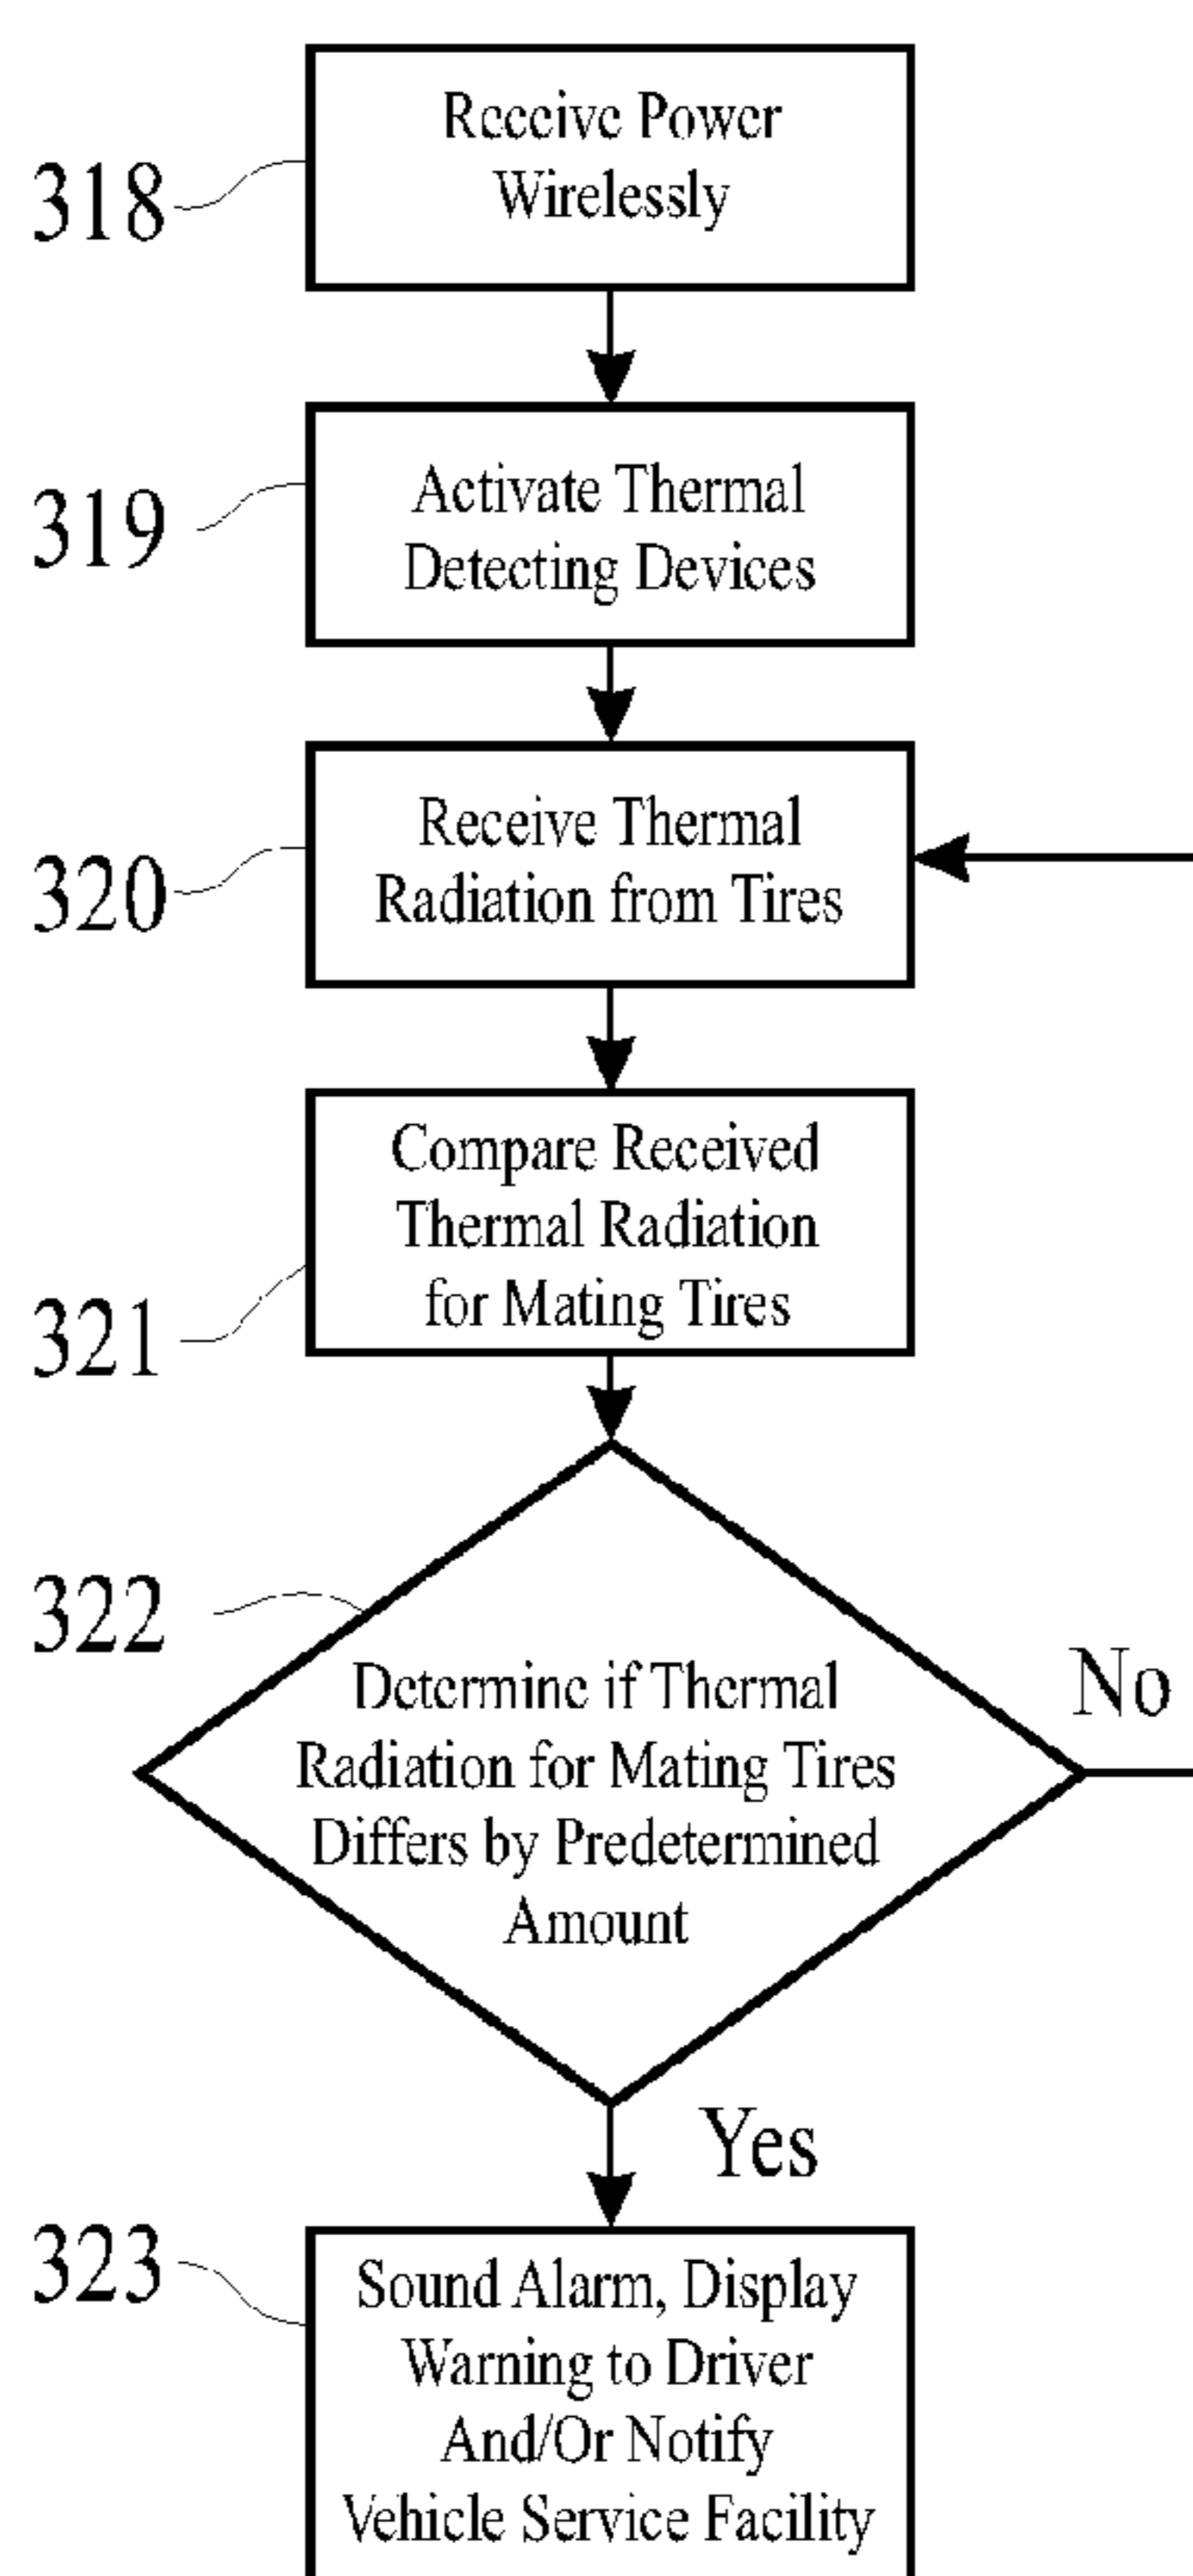 318
Receive Power
Wirelessly
319
Activate Thermal
Detecting Devices
320
Receive Thermal
Radiation from Tires
321
Compare Received
Thermal Radiation
for Mating Tires
322
Determine if Thermal
Radiation for Mating Tires
Differs by Predetermined
Amount
No
Yes
323
Sound Alarm, Display
Warning to Driver
And/Or Notify
Vehicle Service Facility